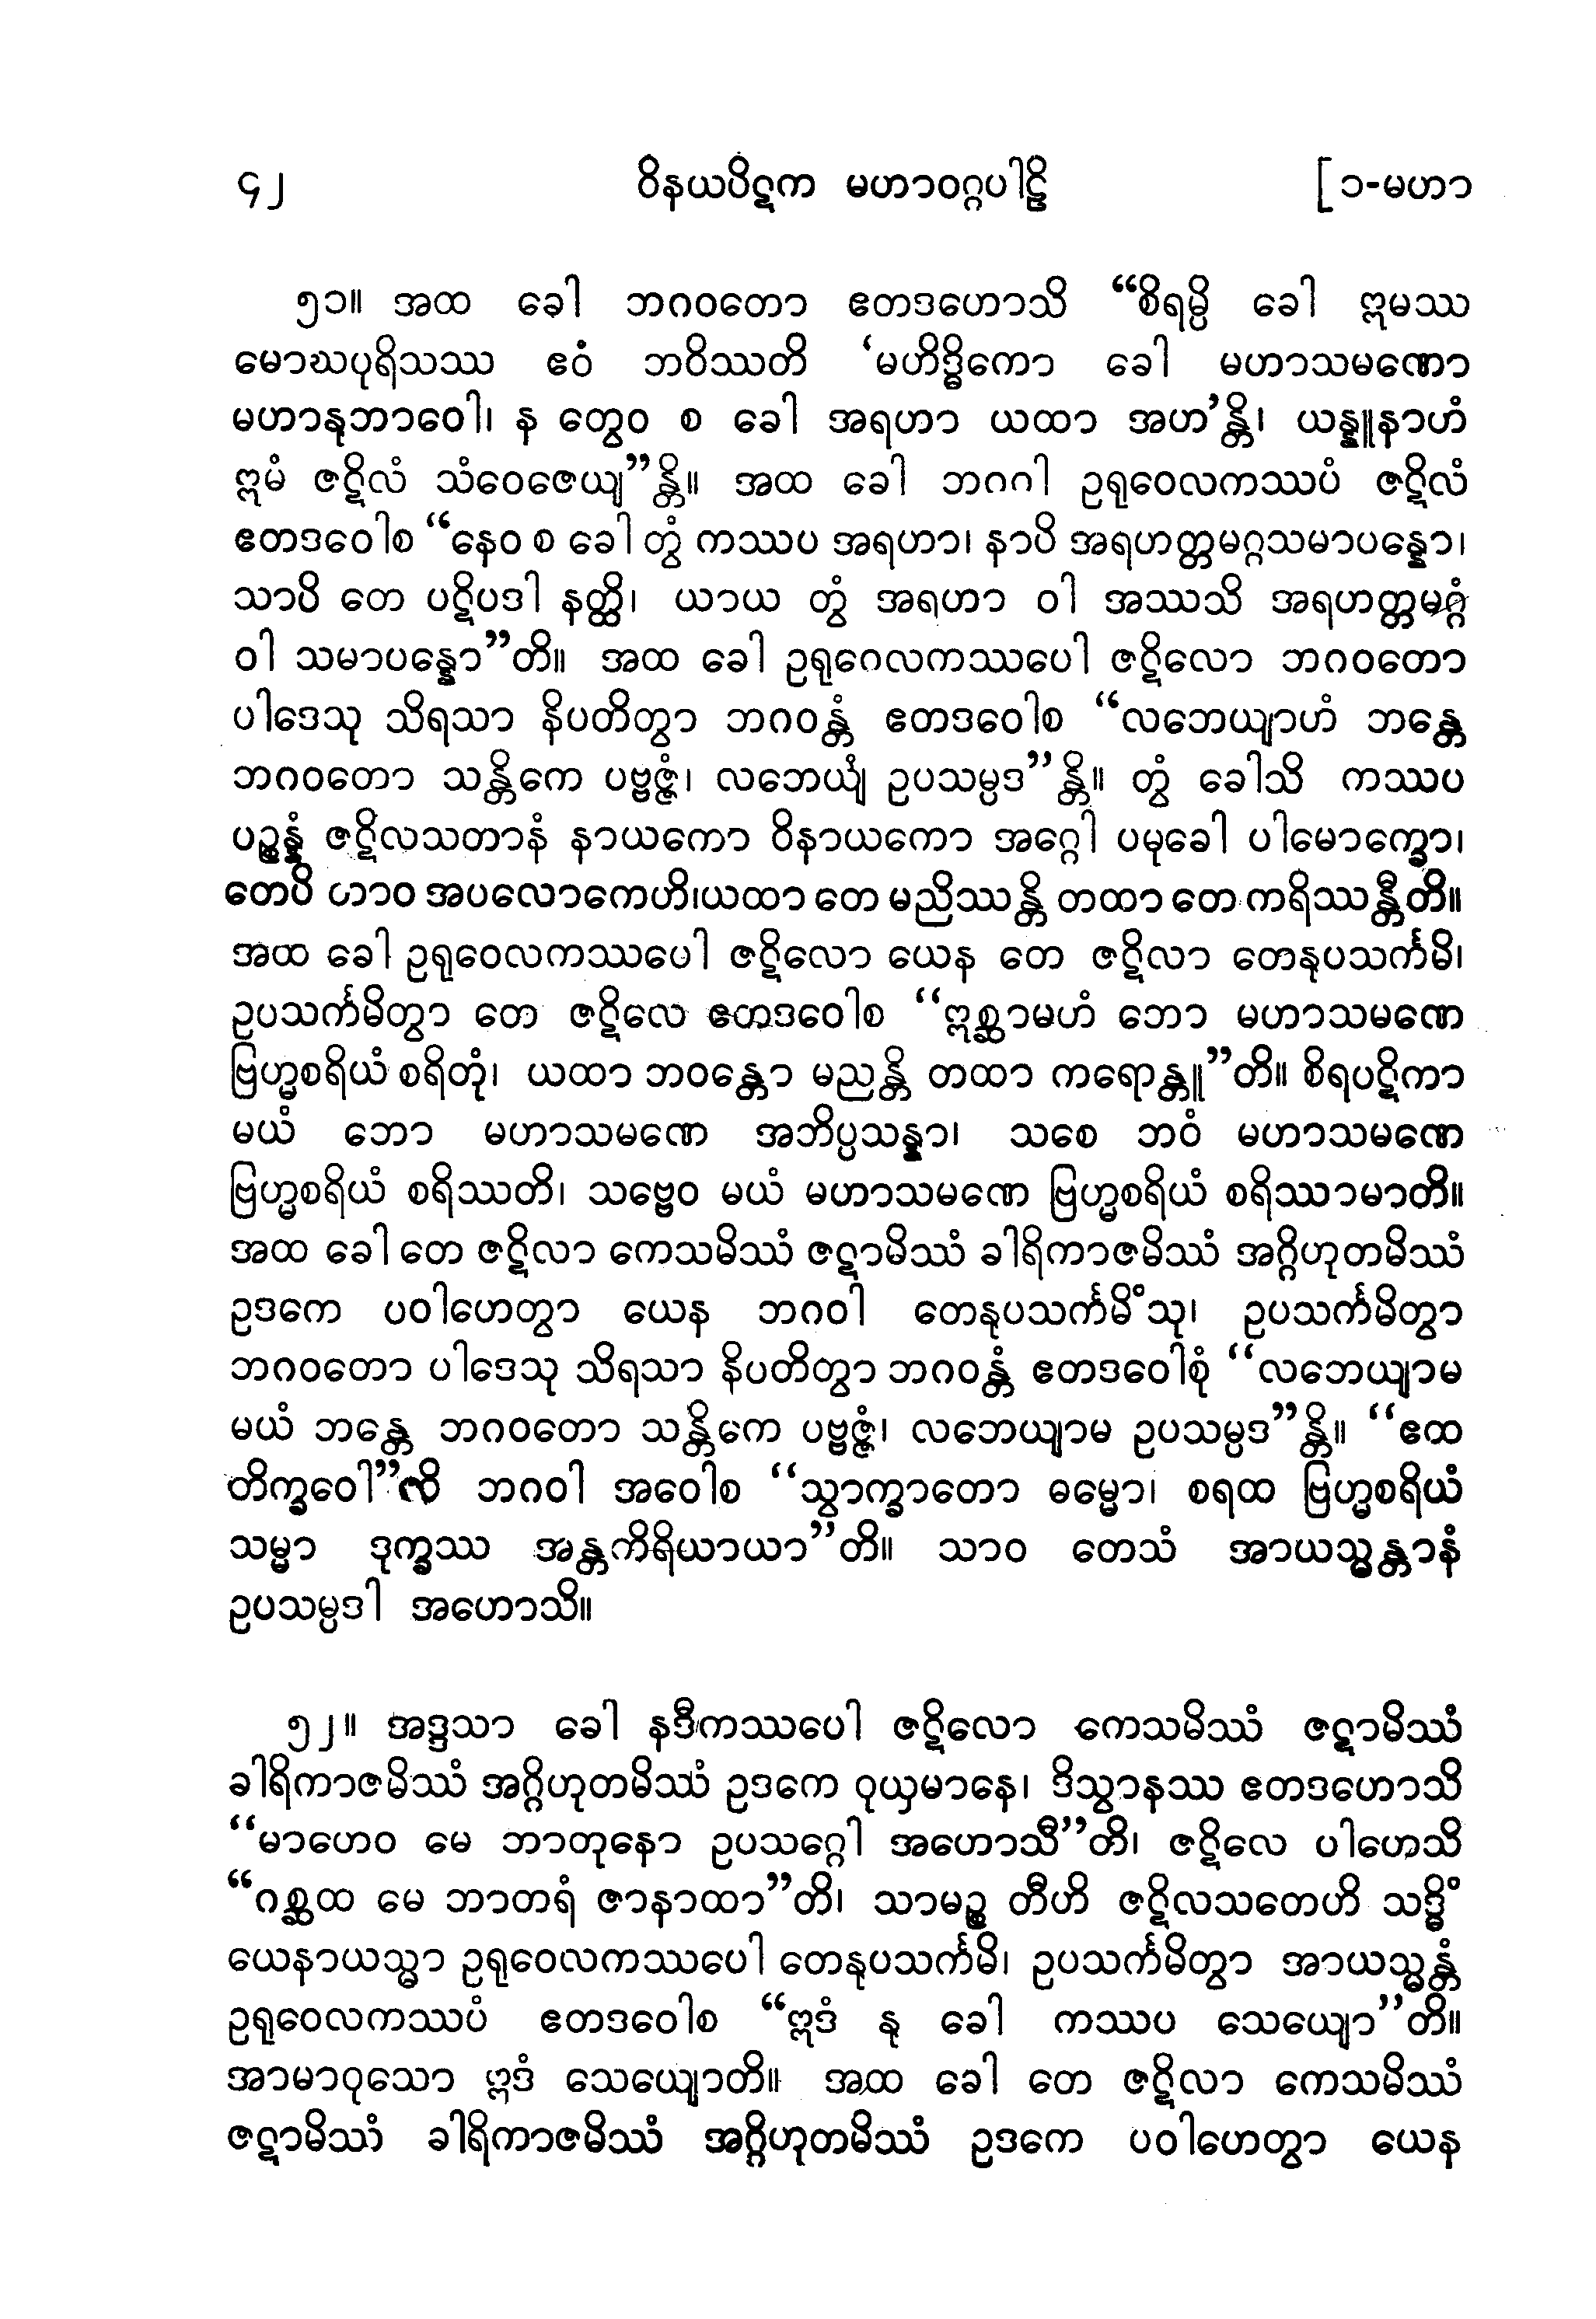 ၄၂ ဝိနယပိဋက မဟာဝဂ္ဂပါဠိ [ ၁-မဟာ
၅၁။ အထ ခေါ ဘဂဝတော ဧတဒဟောသိ “စိရမ္ပိ ခေါ ဣမဿ
မောဃပုရိသဿ ဧဝံ ဘဝိဿတိ ‘မဟိဒ္ဓိကော ခေါ မဟာသမဏော
မဟာနုဘာဝေါ၊ န တွေဝ စ ခေါ အရဟာ ယထာ အဟ’န္တိ၊ ယန္နူနာဟံ
ဣမံ ဇဋိလံ သံဝေဇေယျ”န္တိ။ အထ ခေါ ဘဂဂါ ဥရုဝေလကဿပံ ဇဋိလံ
ဧတဒဝေါစ “နေဝ စ ခေါ တွံ ကဿပ အရဟာ၊ နာပိ အရဟတ္တမဂ္ဂသမာပန္နော၊
သာပိ တေ ပဋိပဒါ နတ္ထိ၊ ယာယ တွံ အရဟာ ဝါ အဿသိ အရဟတ္တမဂ္ဂံ
ဝါ သမာပန္နော”တိ။ အထ ခေါ ဥရုဂေလကဿပေါ ဇဋိလော ဘဂဝတော
ပါဒေသု သိရသာ နိပတိတွာ ဘဂဝန္တံ ဧတဒဝေါစ “လဘေယျာဟံ ဘန္တေ
ဘဂဝတော သန္တိကေ ပဗ္ဗဇ္ဇံ၊ လဘေယျံ ဥပသမ္ပဒ”န္တိ။ တွံ ခေါသိ ကဿပ
ပဉ္စန္နံ ဇဋိလသတာနံ နာယကော ဝိနာယကော အဂ္ဂေါ ပမုခေါ ပါမောက္ခော၊
တေပိ တာဝ အပလောကေဟိ၊ယထာ တေ မညိဿန္တိ တထာ တေ ကရိဿန္တီတိ။
အထ ခေါ ဥရုဝေလကဿပေါ ဇဋိလော ယေန တေ ဇဋိလာ တေနုပသင်္ကမိ၊
ဥပသင်္ကမိတွာ တေ ဇဋိလေ ဧတဒဝေါစ “ဣစ္ဆာမဟံ ဘော မဟာသမဏေ
ဗြဟ္မစရိယံ စရိတုံ၊ ယထာ ဘဝန္တော မညန္တိ တထာ ကရောန္တူ”တိ။ စိရပဋိကာ
မယံ ဘော မဟာသမဏေ အဘိပ္ပသန္နာ၊ သစေ ဘဝံ မဟာသမဏေ
ဗြဟ္မစရိယံ စရိဿတိ၊ သဗ္ဗေဝ မယံ မဟာသမဏေ ဗြဟ္မစရိယံ စရိဿာမာတိ။
အထ ခေါ တေ ဇဋိလာ ကေသမိဿံ ဇဋာမိဿံ ခါရိကာဇမိဿံ အဂ္ဂိဟုတမိဿံ
ဥဒကေ ပဝါဟေတွာ ယေန ဘဂဝါ တေနုပသင်္ကမိံသု၊ ဥပသင်္ကမိတွာ
ဘဂဝတော ပါဒေသု သိရသာ နိပတိတွာ ဘဂဝန္တံ ဧတဒဝေါစုံ “လဘေယျာမ
မယံ ဘန္တေ ဘဂဝတော သန္တိကေ ပဗ္ဗဇ္ဇံ၊ လဘေယျာမ ဥပသမ္ပဒ”န္တိ။ “ဧထ
ဘိက္ခဝေါ”တိ ဘဂဝါ အဝေါစ “သွာက္ခာတော ဓမ္မော၊ စရထ ဗြဟ္မစရိယံ
သမ္မာ ဒုက္ခဿ အန္တကိရိယာယာ”တိ။ သာဝ တေသံ အာယသ္မန္တာနံ
ဥပသမ္ပဒါ အဟောသိ။
၅၂။ အဒ္ဒသာ ခေါ နဒီကဿပေါ ဇဋိလော ကေသမိဿံ ဇဋာမိဿံ
ခါရိကာဇမိဿံ အဂ္ဂိဟုတမိဿံ ဥဒကေ ဝုယှမာနေ၊ ဒိသွာနဿ ဧတဒဟောသိ
“မာဟေဝ မေ ဘာတုနော ဥပသဂ္ဂေါ အဟောသီ”တိ၊ ဇဋိလေ ပါဟေသိ
“ဂစ္ဆထ မေ ဘာတရံ ဇာနာထာ”တိ၊ သာမဉ္စ တီဟိ ဇဋိလသတေဟိ သဒ္ဓိံ
ယေနာယသ္မာ ဥရုဝေလကဿပေါ တေနုပသင်္ကမိ၊ ဥပသင်္ကမိတွာ အာယသ္မန္တံ
ဥရုဝေလကဿပံ ဧတဒဝေါစ “ဣဒံ နု ခေါ ကဿပ သေယျော”တိ။
အာမာဝုသော ဣဒံ သေယျောတိ။ အထ ခေါ တေ ဇဋိလာ ကေသမိဿံ
ဇဋာမိဿံ ခါရိကာဇမိဿံ အဂ္ဂိဟုတမိဿံ ဥဒကေ ပဝါဟေတွာ ယေန